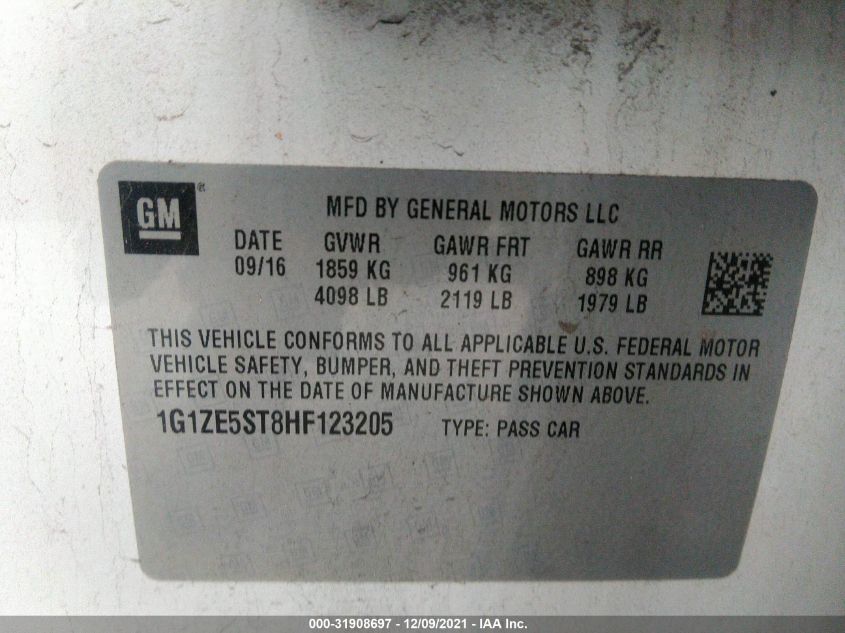 GM®
MFD BY GENERAL MOTORS LLC
DATE GVWR GAWR FRT GAWR RR
09/16 1859 KG 961 KG 898 KG
4098 LB 2119 LB 1979 LB
THIS VEHICLE CONFORMS TO ALL APPLICABLE U.S. FEDERAL MOTOR
VEHICLE SAFETY, BUMPER, AND THEFT PREVENTION STANDARDS IN
EFFECT ON THE DATE OF MANUFACTURE SHOWN ABOVE.
1G1ZE5ST8HF123205 TYPE: PASS CAR
000-31908697 - 12/09/2021 - IAA Inc.